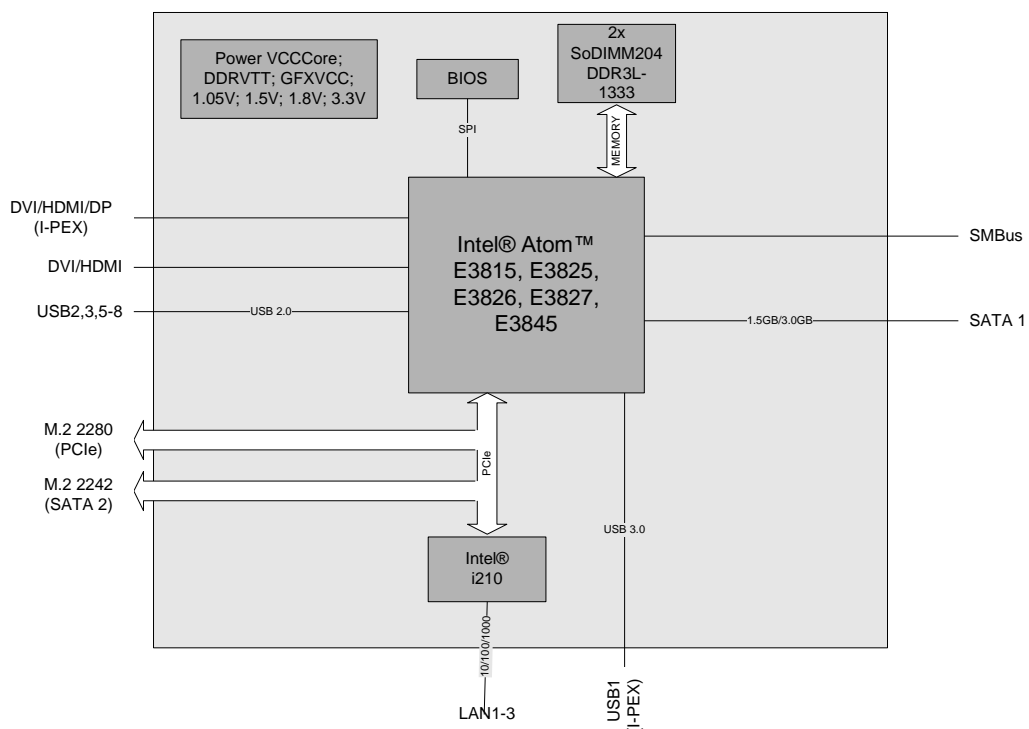 Power VCCCore;
DDRVTT; GFXVCC;
1.05V; 1.5V; 1.8V; 3.3V
BIOS
2x
SoDIMM204
DDR3L-
1333
SPI
MEMORY
DVI/HDMI/DP
(I-PEX)
DVI/HDMI
USB2,3,5-8
USB 2.0
Intel® Atom™
E3815, E3825,
E3826, E3827,
E3845
SMBus
1.5GB/3.0GB
SATA 1
M.2 2280
(PCIe)
M.2 2242
(SATA 2)
PCIe
USB 3.0
Intel®
i210
10/100/1000
LAN1-3
USB1
(I-PEX)